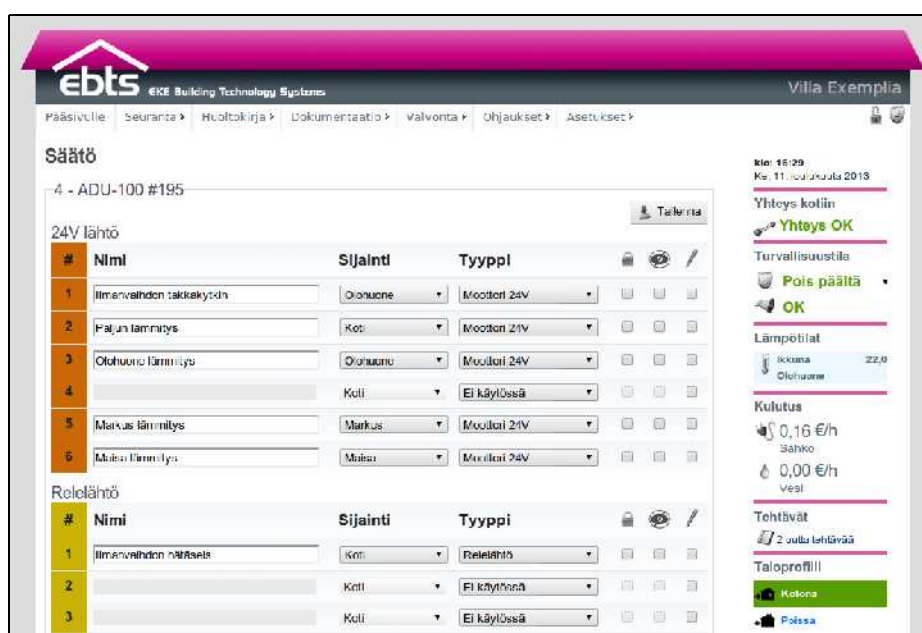 ebts EKE Building Technology Systems
Villa Exemplia
Pääsivulle Seuranta Huoltokirja Dokumentaatio Valvonta Ohjaukset Asetukset
Säätö
4 - ADU-100 #195
Tallenna
24V lähtö
# Nimi Sijainti Tyyppi
1 Ilmanvaihdon takkakytkin Olohuone Moottori 24V
2 Paljun lämmitys Koti Moottori 24V
3 Olohuone lämmitys Olohuone Moottori 24V
4 Koti Ei käytössä
5 Markus lämmitys Markus Moottori 24V
6 Maisa lämmitys Maisa Moottori 24V
Relelähtö
# Nimi Sijainti Tyyppi
1 Ilmanvaihdon hätäseis Koti Relelähtö
2 Koti Ei käytössä
3 Koti Ei käytössä
klo: 16:29
Ke, 11. joulukuuta 2013
Yhteys kotiin
Yhteys OK
Turvallisuustila
Pois päältä
OK
Lämpötilat
Ikkuna 22,0
Olohuone
Kulutus
0,16 €/h
Sähkö
0,00 €/h
Vesi
Tehtävät
2 uutta tehtävää
Taloprofiili
Kotona
Poissa